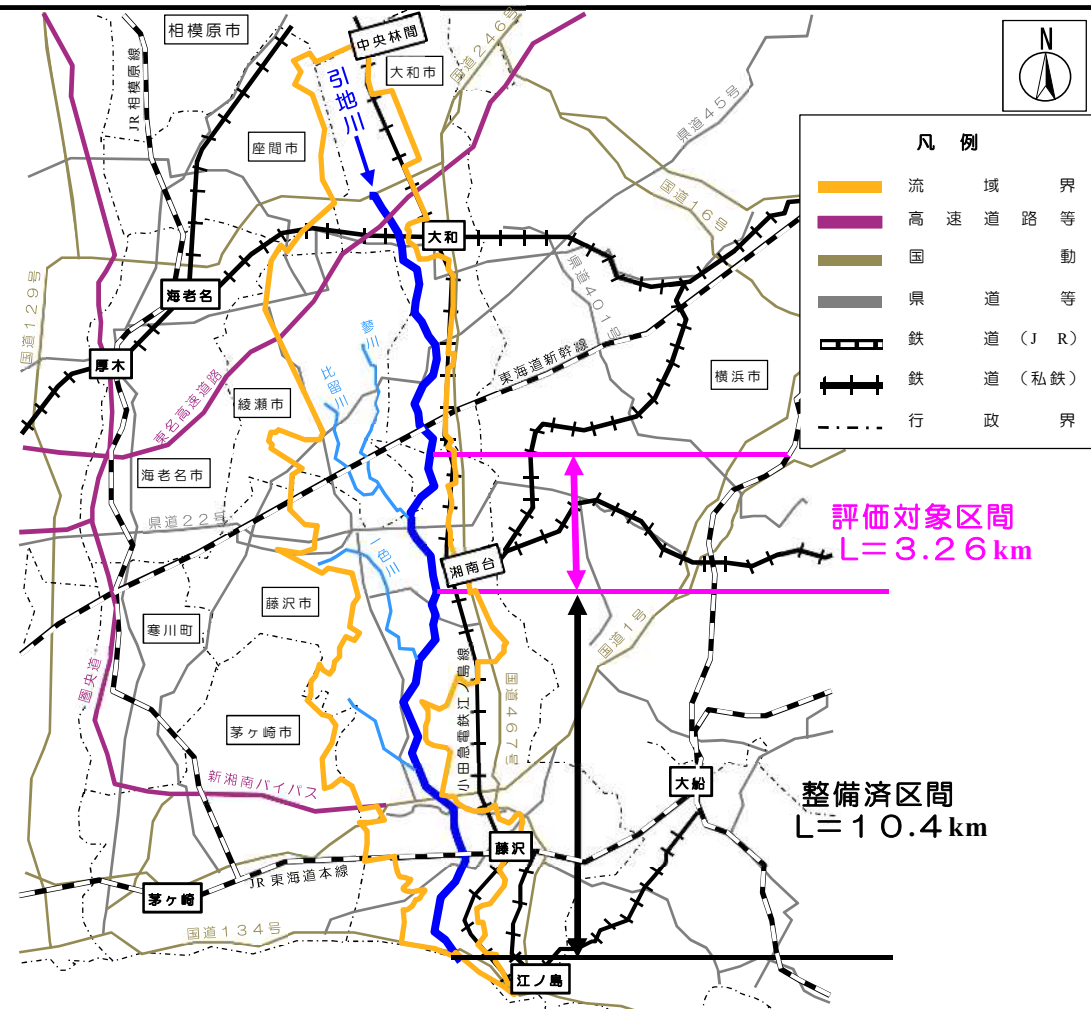 相模原市
中央林間
大和市
国道246号
N
JR相模原線
引地川
座間市
県道45号
凡 例
流 域 界
高 速 道 路 等
国 動
県 道 等
鉄 道 (J R)
鉄 道 (私鉄)
行 政 界
国道16号
大和
県道401号
海老名
国道129号
厚木
蓼川
比留川
東海道新幹線
横浜市
東名高速道路
綾瀬市
海老名市
県道22号
評価対象区間
L=3.26km
一色川
湘南台
藤沢市
寒川町
国道1号
圏央道
小田急電鉄江ノ島線
国道467号
茅ヶ崎市
新湘南バイパス
大船
整備済区間
L=10.4km
藤沢
JR東海道本線
茅ヶ崎
国道134号
江ノ島